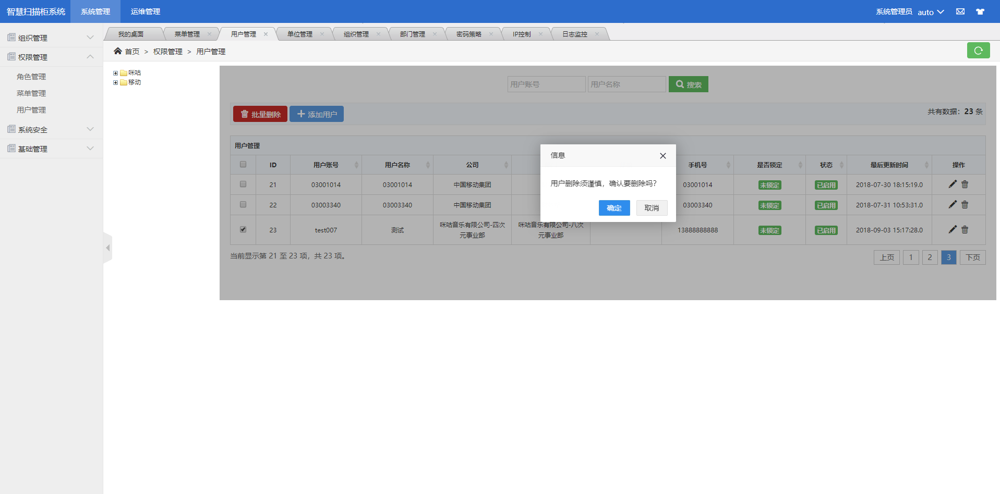 智慧扫描柜系统 系统管理 运维管理 系统管理员 auto
我的桌面 菜单管理 用户管理 单位管理 组织管理 部门管理 密码策略 IP控制 日志监控
首页 > 权限管理 > 用户管理
组织管理
权限管理
角色管理
菜单管理
用户管理
系统安全
基础管理
咪咕
移动
用户账号 用户名称 搜索
批量删除 添加用户 共有数据：23 条
用户管理
ID 用户账号 用户名称 公司 手机号 是否锁定 状态 最后更新时间 操作
21 03001014 03001014 中国移动集团 03001014 未锁定 已启用 2018-07-30 18:15:19.0
22 03003340 03003340 中国移动集团 03003340 未锁定 已启用 2018-07-31 10:53:31.0
23 test007 测试 咪咕音乐有限公司-四次元事业部 咪咕音乐有限公司-八次元事业部 13888888888 未锁定 已启用 2018-09-03 15:17:28.0
当前显示第 21 至 23 项，共 23 项。
上页 1 2 3 下页
信息
用户删除须谨慎，确认要删除吗？
确定 取消